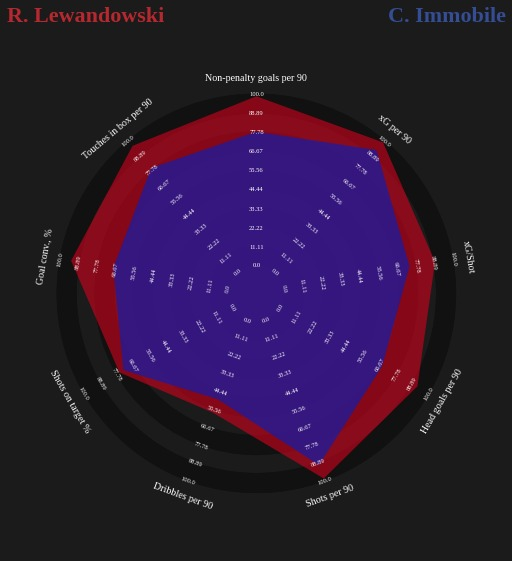 R. Lewandowski
C. Immobile
Non-penalty goals per 90
xG per 90
xG/Shot
Head goals per 90
Shots per 90
Dribbles per 90
Shots on target %
Goal conv., %
Touches in box per 90
100.0
88.89
77.78
66.67
55.56
44.44
33.33
22.22
11.11
0.0